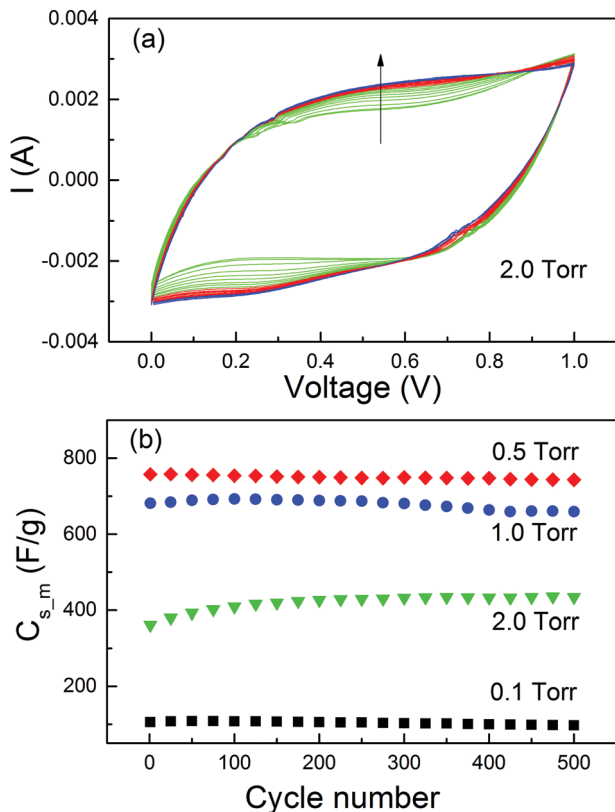 (a)
I (A)
0.004
0.002
0.000
-0.002
-0.004
2.0 Torr
0.0 0.2 0.4 0.6 0.8 1.0
Voltage (V)
(b)
C_{s_m} (F/g)
800
600
400
200
0.5 Torr
1.0 Torr
2.0 Torr
0.1 Torr
0 100 200 300 400 500
Cycle number